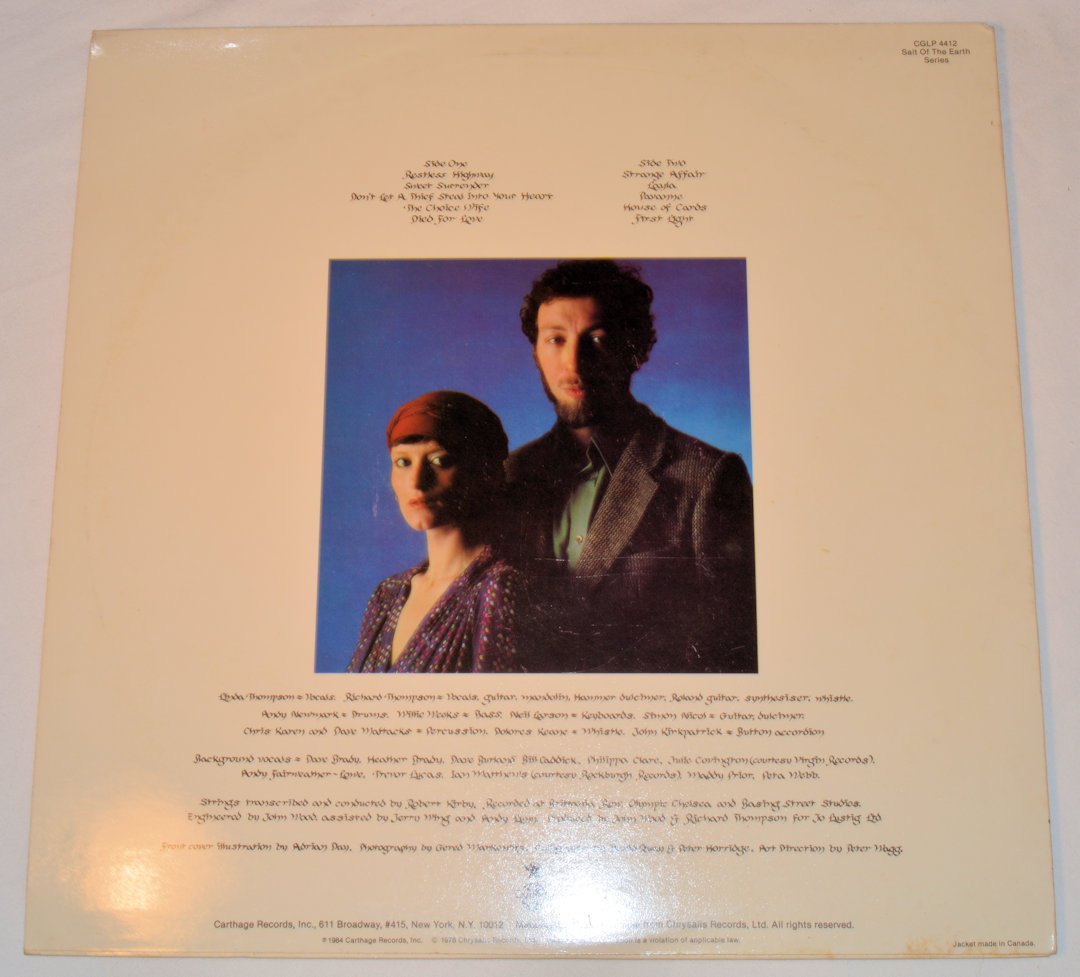 CGLP 4412
Salt Of The Earth
Series
Side One
Restless Highway
Sweet Surrender
Don't Let A Thief Steal Into Your Heart
The Choice Wife
Died For Love
Side Two
Strange Affair
Layla
Pavanne
House of Cards
First Light
Linda Thompson = Vocals. Richard Thompson = Vocals, guitar, mandolin, Hammer dulcimer, Roland guitar, synthesiser, whistle.
Andy Newmark = Drums. Willie Weeks = Bass, Neil Larson = Keyboards. Simon Nicol = Guitar, dulcimer.
Chris Karen and Dave Mattacks = Percussion, Dolores Keane = Whistle. John Kirkpatrick = Button accordion
Background vocals = Dave Brady, Heather Brady, Dave Burland Bill Caddick, Philippa Clare, Julie Covington (courtesy Virgin Records),
Andy Fairweather-Lowe, Trevor Lucas, Ian Matthews (courtesy Rockburgh Records), Maddy Prior, Peta Webb.
Strings transcribed and conducted by Robert Kirby, Recorded at Britannia Row, Olympic Chelsea and Basing Street Studios.
Engineered by John Wood, assisted by Jerry Wing and Andy Produced by John Wood & Richard Thompson for Jo Lustig Ltd
Front cover illustration by Adrian Day, Photography by Gered Mankowitz, & Peter Horridge, Art Direction by Peter Wagg.
Carthage Records, Inc., 611 Broadway, #415, New York, N.Y. 10012 from Chrysalis Records, Ltd. All rights reserved.
℗ 1984 Carthage Records, Inc. © 1978 Chrysalis Records, Ltd. is a violation of applicable law.
Jacket made in Canada.